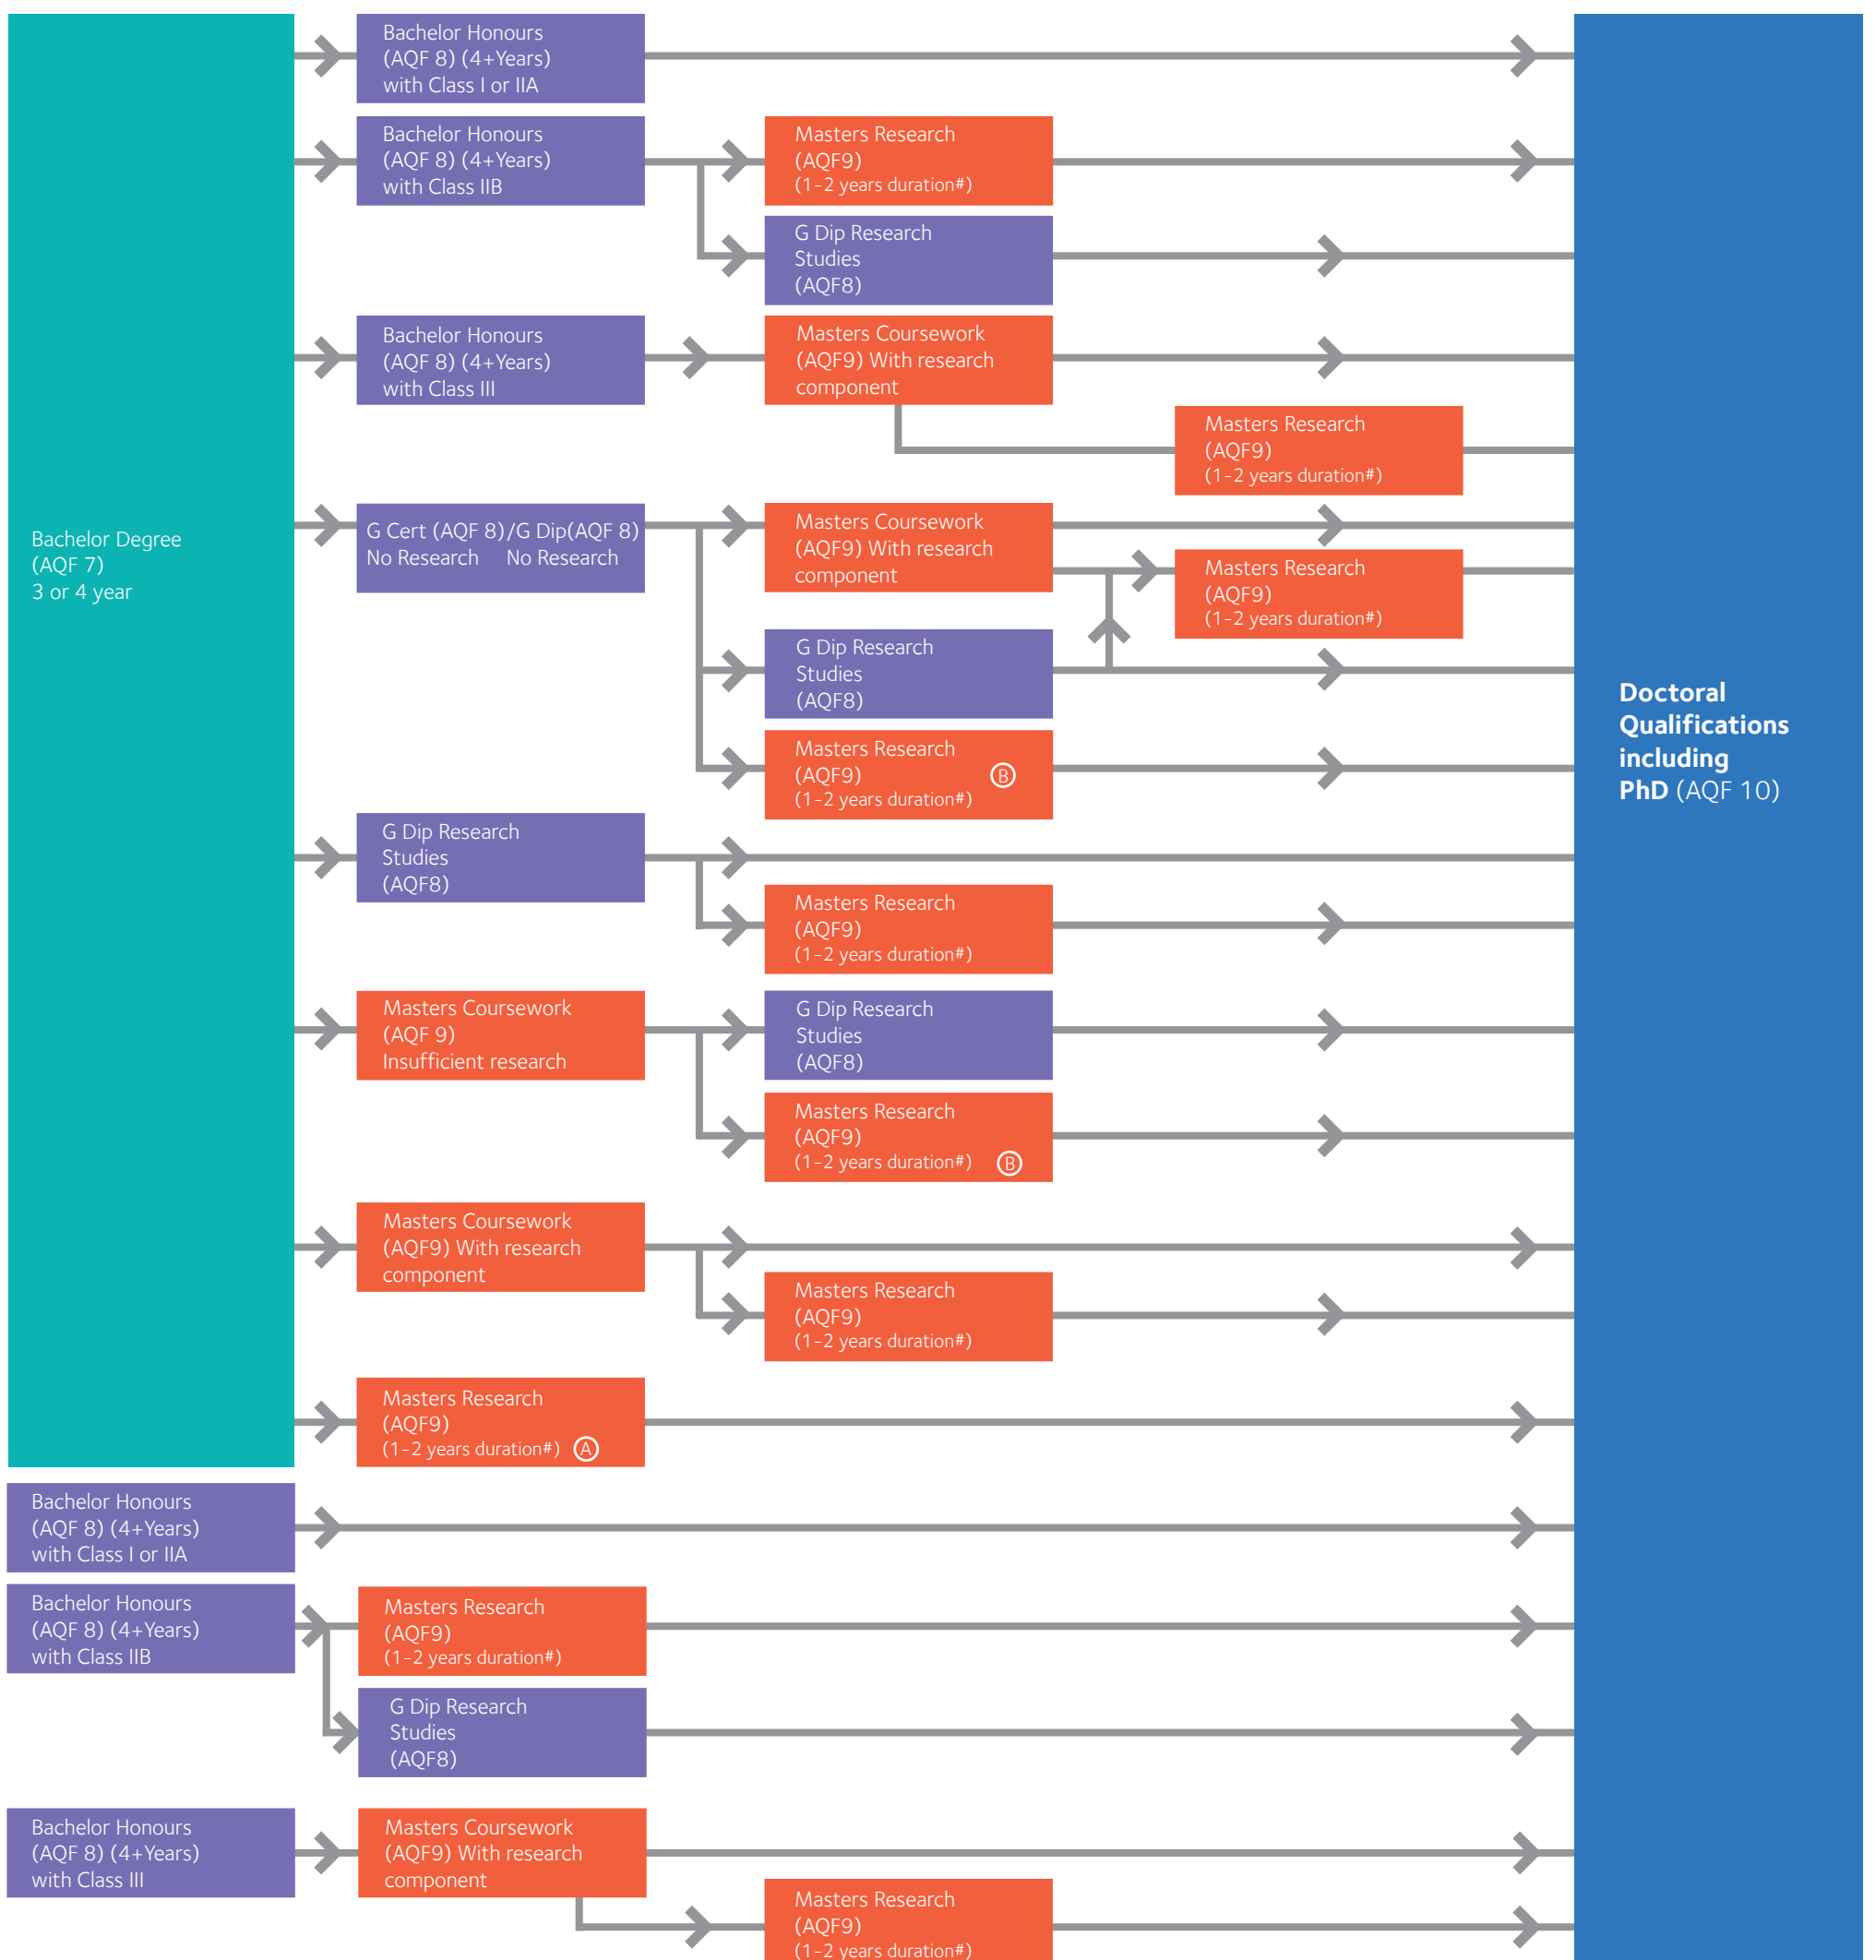 Bachelor Degree
(AQF 7)
3 or 4 year
Bachelor Honours
(AQF 8) (4+Years)
with Class I or IIA
Bachelor Honours
(AQF 8) (4+Years)
with Class IIB
Masters Research
(AQF9)
(1-2 years duration#)
G Dip Research
Studies
(AQF8)
Bachelor Honours
(AQF 8) (4+Years)
with Class III
Masters Coursework
(AQF9) With research
component
Masters Research
(AQF9)
(1-2 years duration#)
G Cert (AQF 8)/G Dip(AQF 8)
No Research No Research
Masters Coursework
(AQF9) With research
component
Masters Research
(AQF9)
(1-2 years duration#)
G Dip Research
Studies
(AQF8)
Masters Research
(AQF9) B
(1-2 years duration#)
G Dip Research
Studies
(AQF8)
Masters Research
(AQF9)
(1-2 years duration#)
Masters Coursework
(AQF 9)
Insufficient research
G Dip Research
Studies
(AQF8)
Masters Research
(AQF9)
(1-2 years duration#) B
Masters Coursework
(AQF9) With research
component
Masters Research
(AQF9)
(1-2 years duration#)
Masters Research
(AQF9)
(1-2 years duration#) A
Doctoral
Qualifications
including
PhD (AQF 10)
Bachelor Honours
(AQF 8) (4+Years)
with Class I or IIA
Bachelor Honours
(AQF 8) (4+Years)
with Class IIB
Masters Research
(AQF9)
(1-2 years duration#)
G Dip Research
Studies
(AQF8)
Bachelor Honours
(AQF 8) (4+Years)
with Class III
Masters Coursework
(AQF9) With research
component
Masters Research
(AQF9)
(1-2 years duration#)